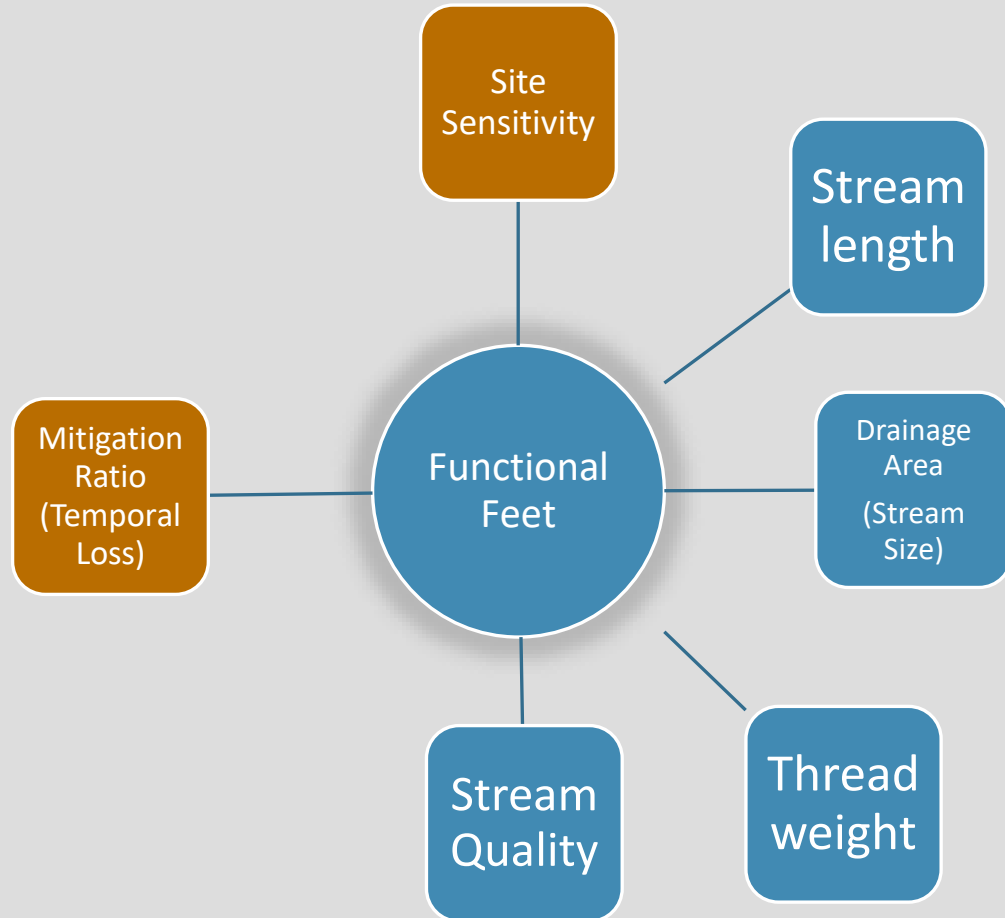 Site
Sensitivity
Stream
length
Mitigation
Ratio
(Temporal
Loss)
Functional
Feet
Drainage
Area
(Stream
Size)
Stream
Quality
Thread
weight